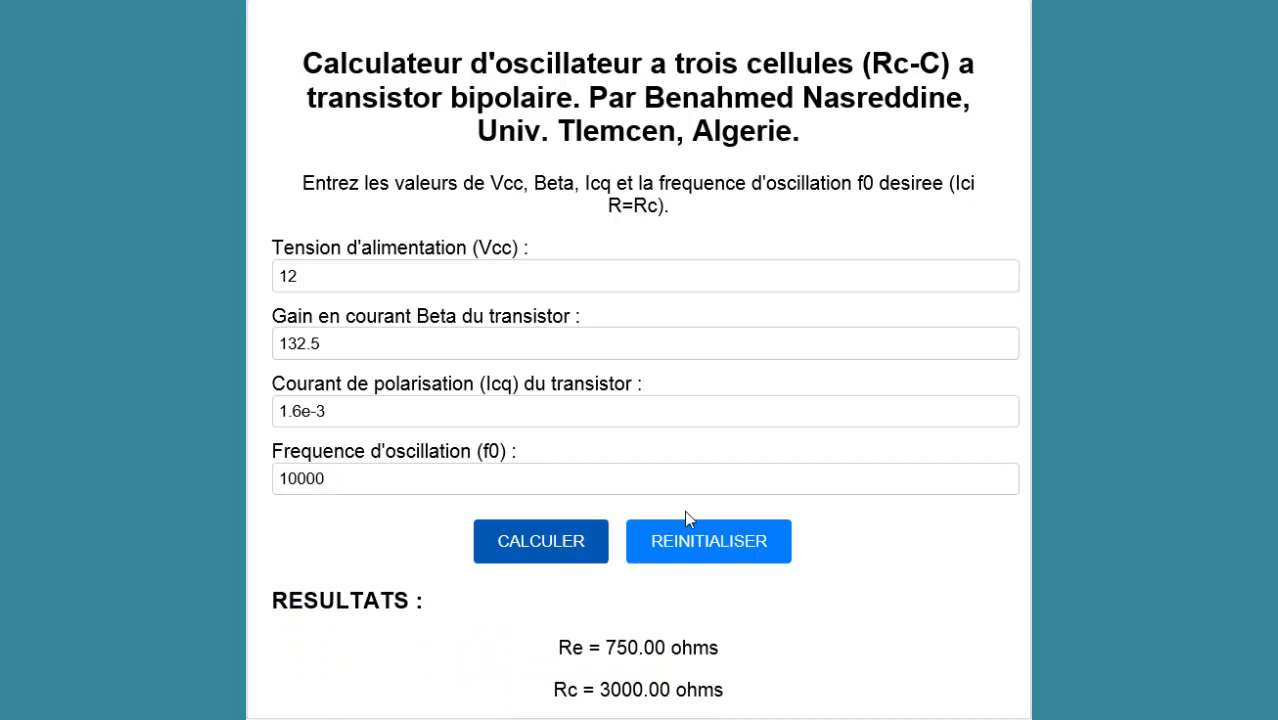 Calculateur d'oscillateur a trois cellules (Rc-C) a
transistor bipolaire. Par Benahmed Nasreddine,
Univ. Tlemcen, Algerie.
Entrez les valeurs de Vcc, Beta, Icq et la frequence d'oscillation f0 desiree (Ici
R=Rc).
Tension d'alimentation (Vcc) :
12
Gain en courant Beta du transistor :
132.5
Courant de polarisation (Icq) du transistor :
1.6e-3
Frequence d'oscillation (f0) :
10000
CALCULER REINITIALISER
RESULTATS :
Re = 750.00 ohms
Rc = 3000.00 ohms